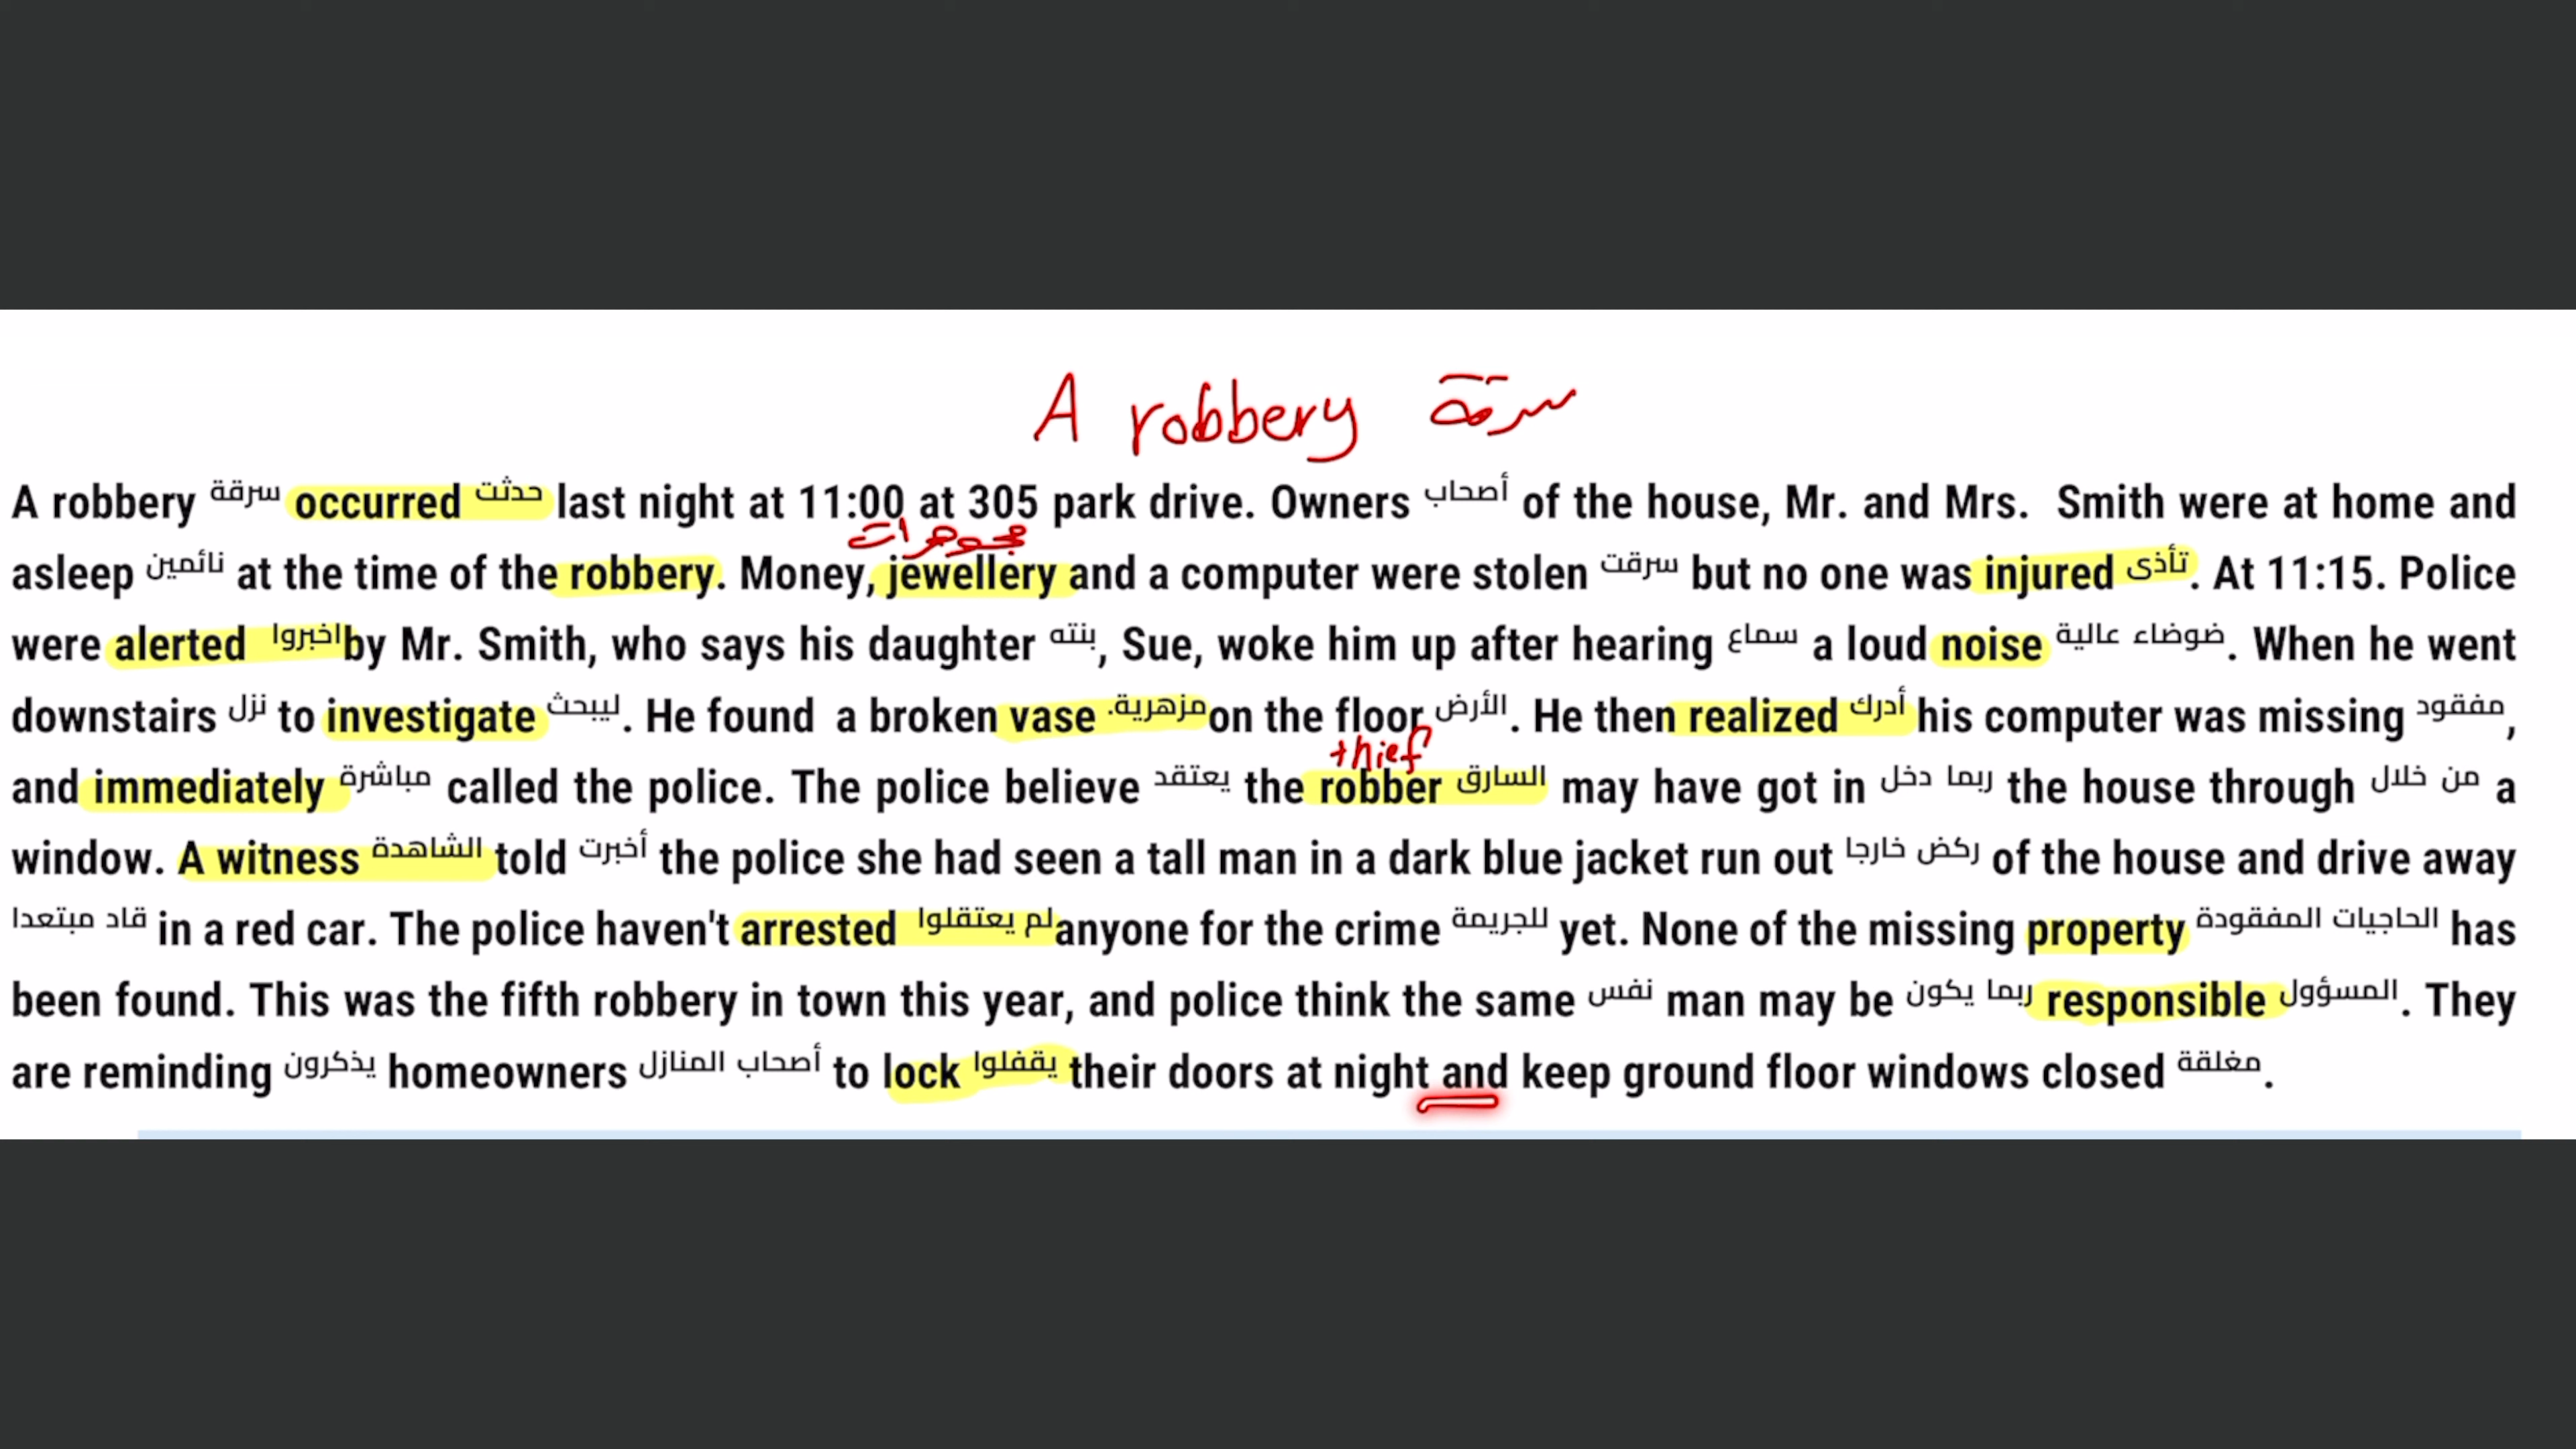 A robbery سرقة
A robbery سرقة occurred حدثت last night at 11:00 at 305 park drive. Owners أصحاب of the house, Mr. and Mrs. Smith were at home and
مجوهرات
asleep نائمين at the time of the robbery. Money, jewellery and a computer were stolen سرقت but no one was injured تأذى. At 11:15. Police
were alerted اخبروا by Mr. Smith, who says his daughter بنته, Sue, woke him up after hearing سماع a loud noise ضوضاء عالية. When he went
downstairs نزل to investigate ليبحث. He found a broken vase مزهرية. on the floor الأرض. He then realized أدرك his computer was missing مفقود,
thief
and immediately مباشرة called the police. The police believe يعتقد the robber السارق may have got in ربما دخل the house through من خلال a
window. A witness الشاهدة told أخبرت the police she had seen a tall man in a dark blue jacket run out ركض خارجا of the house and drive away
قاد مبتعدا in a red car. The police haven't arrested لم يعتقلوا anyone for the crime للجريمة yet. None of the missing property الحاجيات المفقودة has
been found. This was the fifth robbery in town this year, and police think the same نفس man may be ربما يكون responsible المسؤول. They
are reminding يذكرون homeowners أصحاب المنازل to lock يقفلوا their doors at night and keep ground floor windows closed مغلقة.